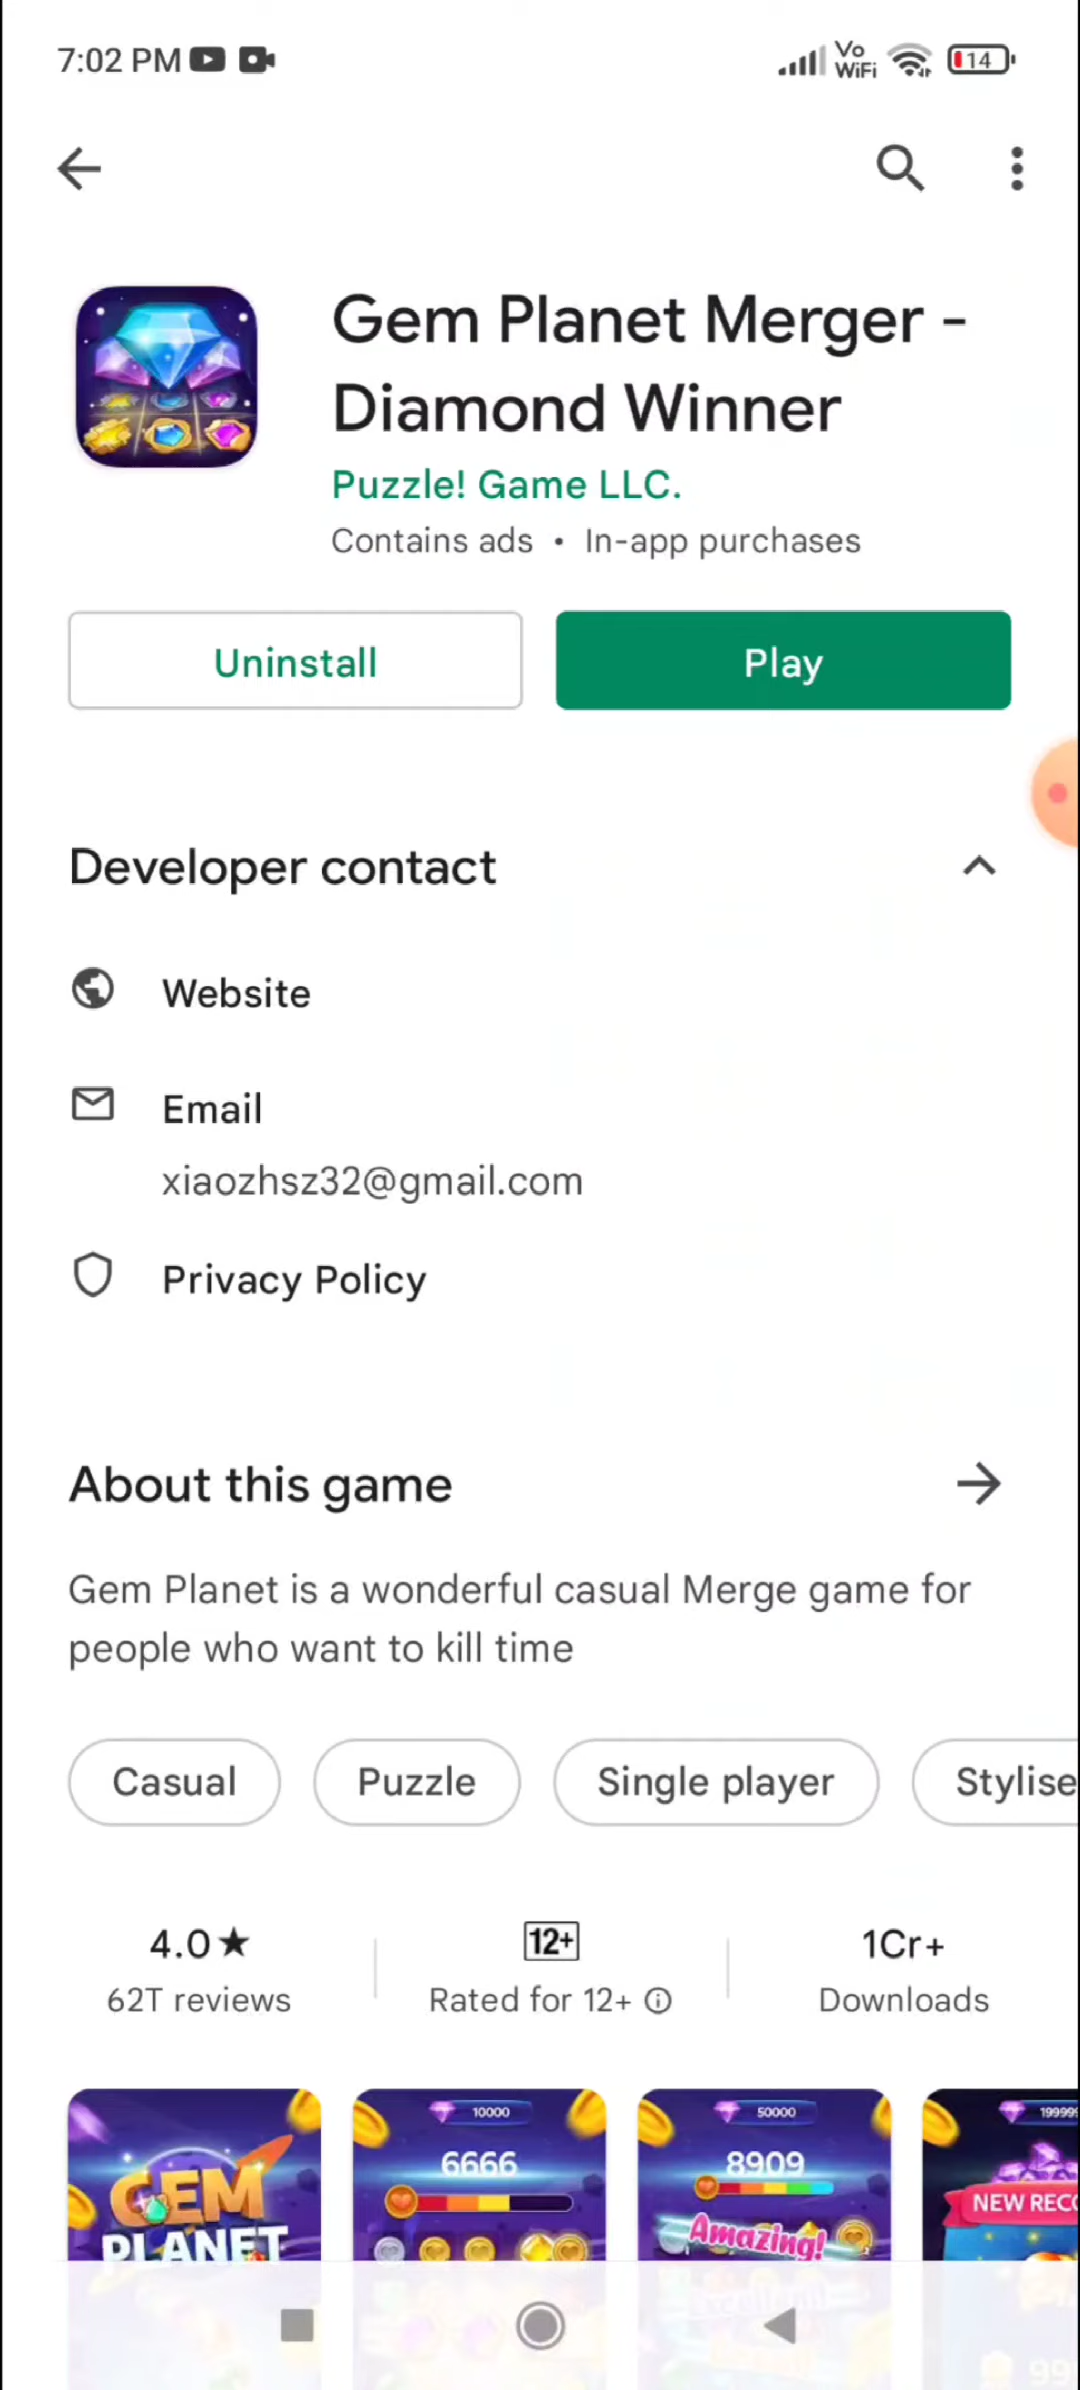 7:02 PM
Vo
WiFi
14
Gem Planet Merger -
Diamond Winner
Puzzle! Game LLC.
Contains ads • In-app purchases
Uninstall
Play
Developer contact
Website
Email
xiaozhsz32@gmail.com
Privacy Policy
About this game
Gem Planet is a wonderful casual Merge game for
people who want to kill time
Casual
Puzzle
Single player
Stylise
4.0★
12+
1Cr+
62T reviews
Rated for 12+
Downloads
GEM
PLANET
10000
6666
50000
8909
Amazing!
19999
NEW RECO